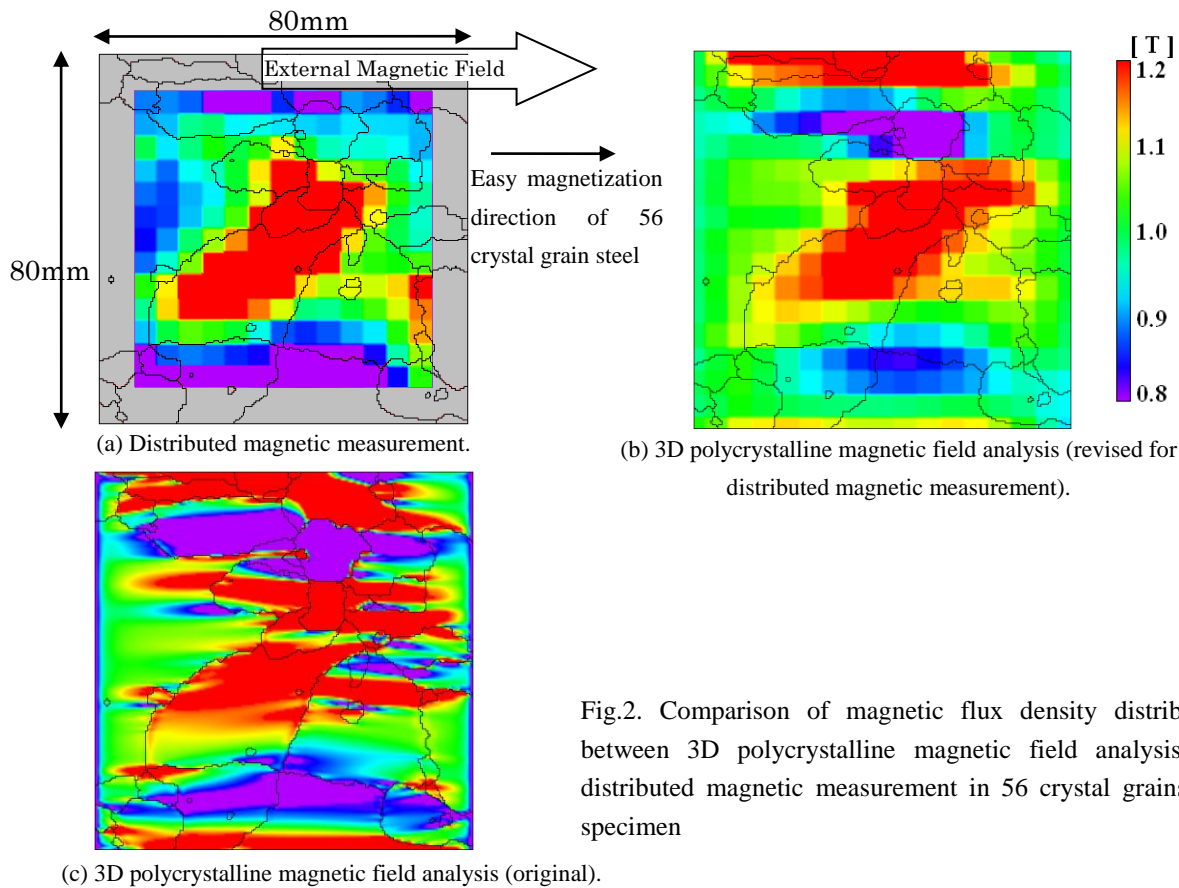 80mm
External Magnetic Field
80mm
Easy magnetization
direction of 56
crystal grain steel
[ T ]
1.2
1.1
1.0
0.9
0.8
(a) Distributed magnetic measurement.
(b) 3D polycrystalline magnetic field analysis (revised for
distributed magnetic measurement).
(c) 3D polycrystalline magnetic field analysis (original).
Fig.2. Comparison of magnetic flux density distrib
between 3D polycrystalline magnetic field analysis
distributed magnetic measurement in 56 crystal grain
specimen